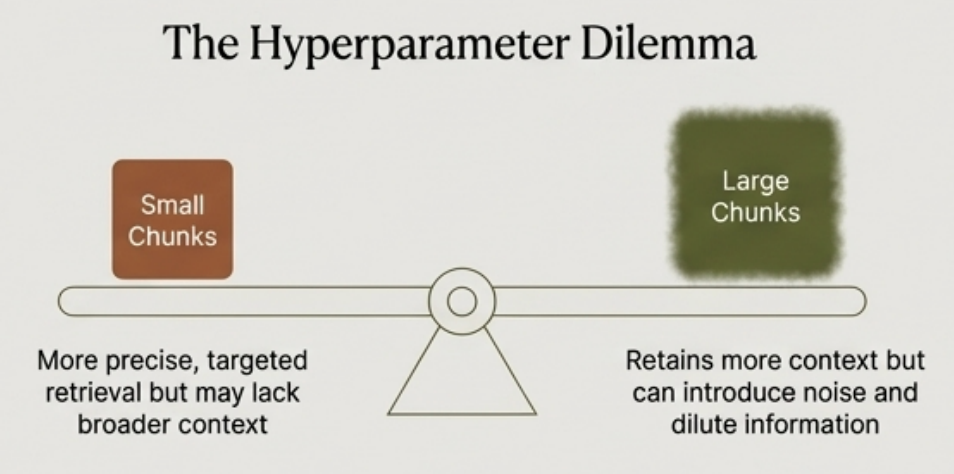 The Hyperparameter Dilemma
Small
Chunks
Large
Chunks
More precise, targeted
retrieval but may lack
broader context
Retains more context but
can introduce noise and
dilute information